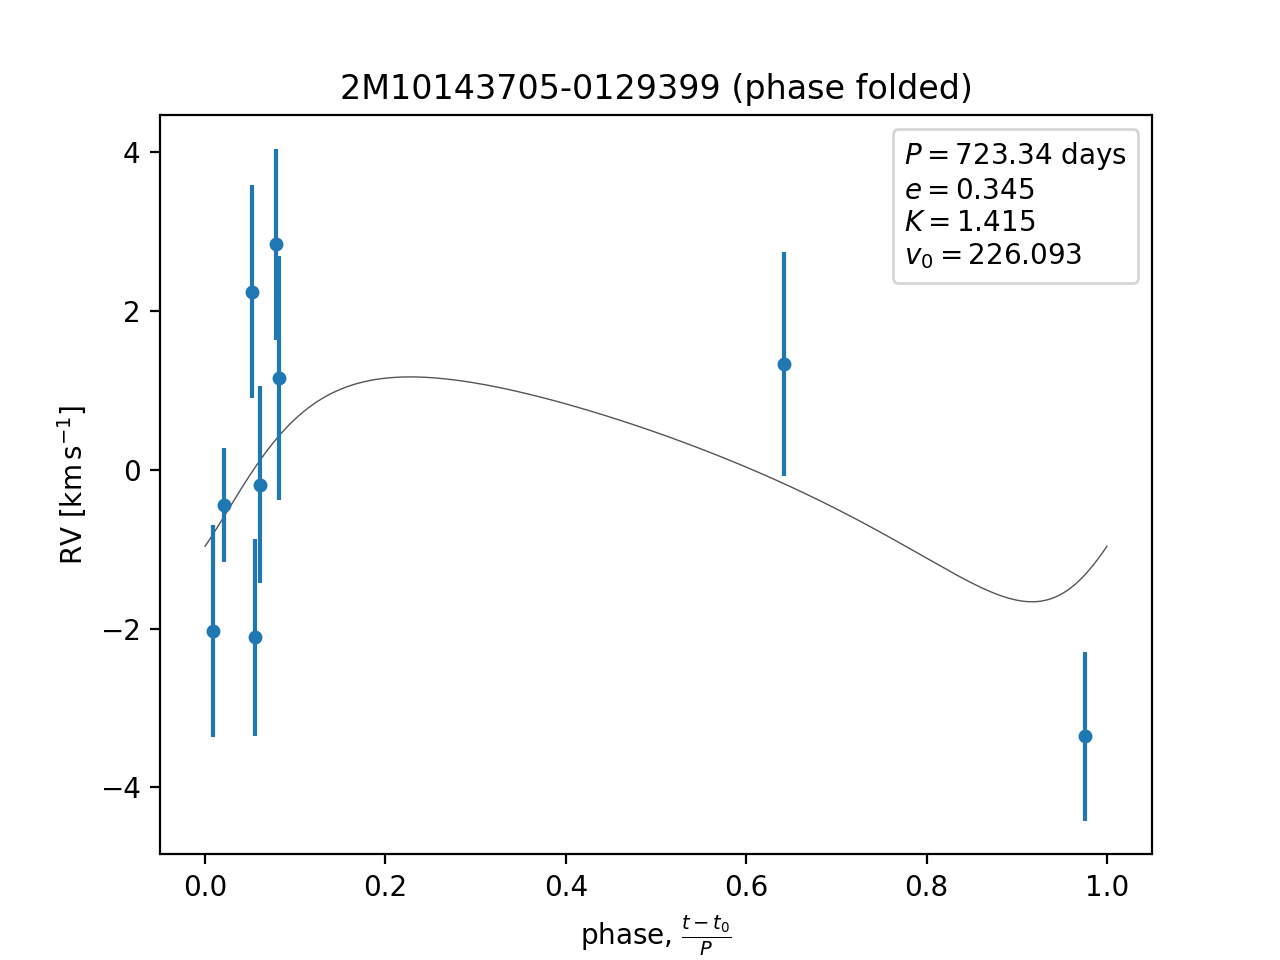 2M10143705-0129399 (phase folded)
P = 723.34 days
e = 0.345
K = 1.415
v₀ = 226.093
4
2
0
−2
−4
RV [km s⁻¹]
0.0 0.2 0.4 0.6 0.8 1.0
phase, (t − t₀)/P